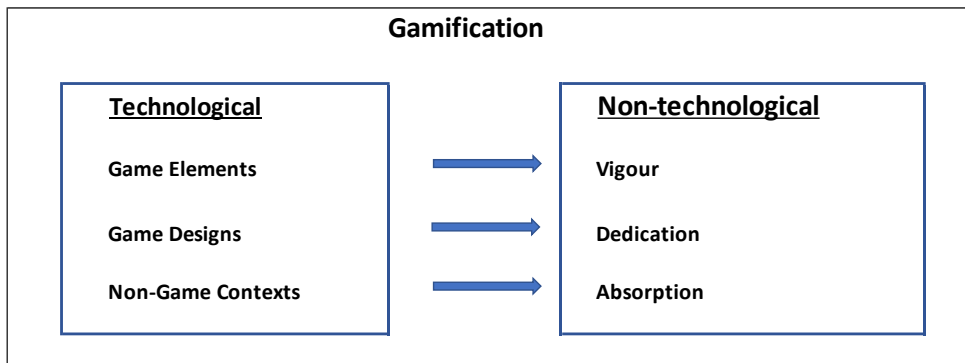 Gamification
Technological
Non-technological
Game Elements
Vigour
Game Designs
Dedication
Non-Game Contexts
Absorption